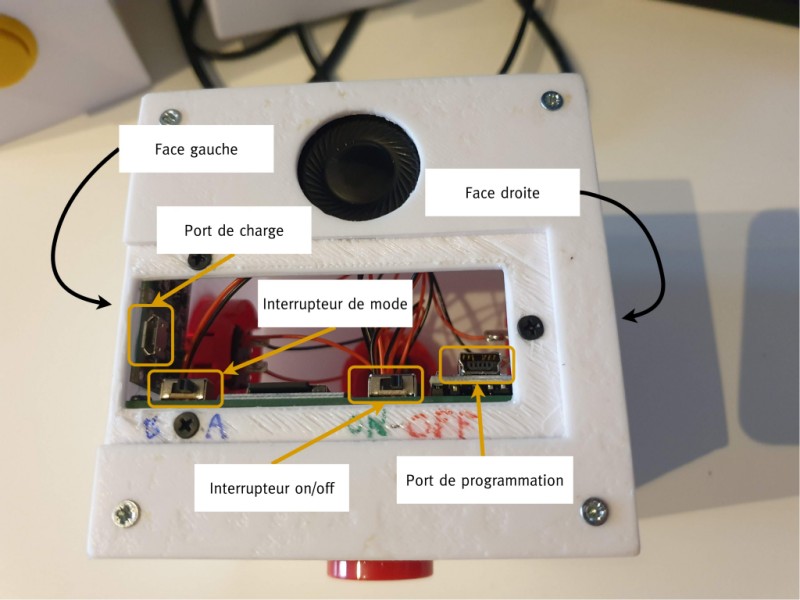 Face gauche
Face droite
Port de charge
Interrupteur de mode
B A
ON - OFF
Interrupteur on/off
Port de programmation